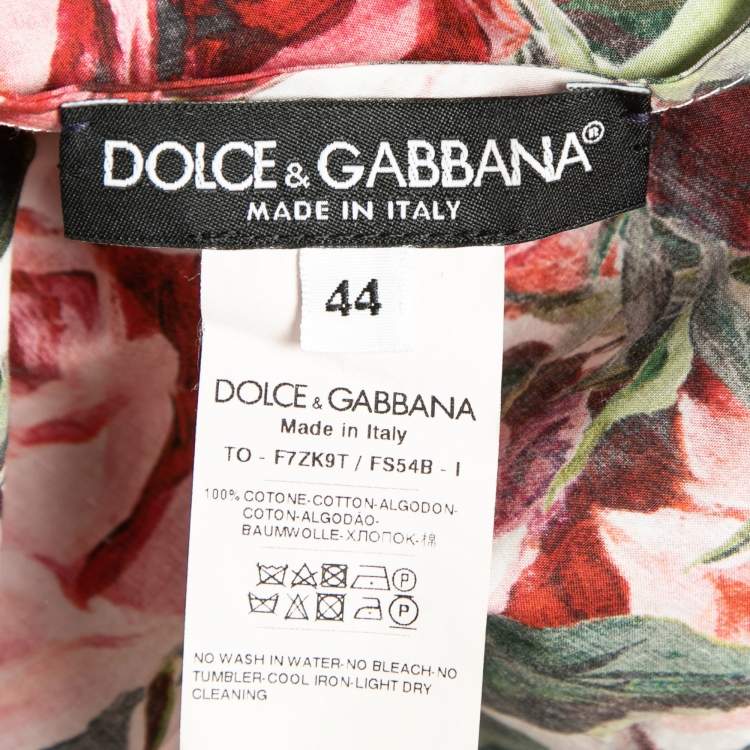 DOLCE & GABBANA®
MADE IN ITALY
44
DOLCE & GABBANA
Made in Italy
TO - F7ZK9T / FS54B - I
100% COTONE-COTTON-ALGODON-
COTON-ALGODÃO-
BAUMWOLLE-ХЛОПОК-棉
P
P
NO WASH IN WATER-NO BLEACH-NO
TUMBLER-COOL IRON-LIGHT DRY
CLEANING